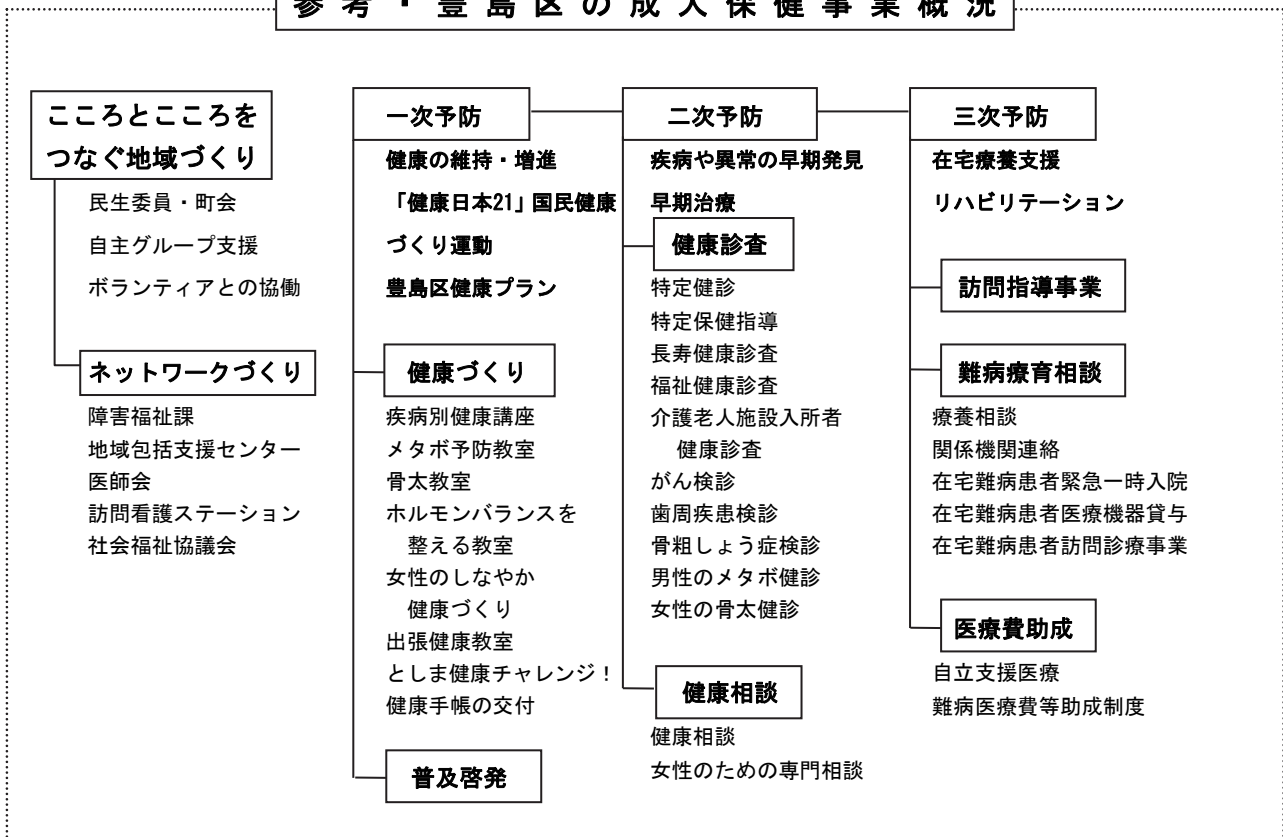 参考・豊島区の成人保健事業概況
こころとこころを
つなぐ地域づくり
民生委員・町会
自主グループ支援
ボランティアとの協働
ネットワークづくり
障害福祉課
地域包括支援センター
医師会
訪問看護ステーション
社会福祉協議会
一次予防
健康の維持・増進
「健康日本21」国民健康
づくり運動
豊島区健康プラン
健康づくり
疾病別健康講座
メタボ予防教室
骨太教室
ホルモンバランスを
整える教室
女性のしなやか
健康づくり
出張健康教室
としま健康チャレンジ！
健康手帳の交付
普及啓発
二次予防
疾病や異常の早期発見
早期治療
健康診査
特定健診
特定保健指導
長寿健康診査
福祉健康診査
介護老人施設入所者
健康診査
がん検診
歯周疾患検診
骨粗しょう症検診
男性のメタボ健診
女性の骨太健診
健康相談
健康相談
女性のための専門相談
三次予防
在宅療養支援
リハビリテーション
訪問指導事業
難病療育相談
療養相談
関係機関連絡
在宅難病患者緊急一時入院
在宅難病患者医療機器貸与
在宅難病患者訪問診療事業
医療費助成
自立支援医療
難病医療費等助成制度